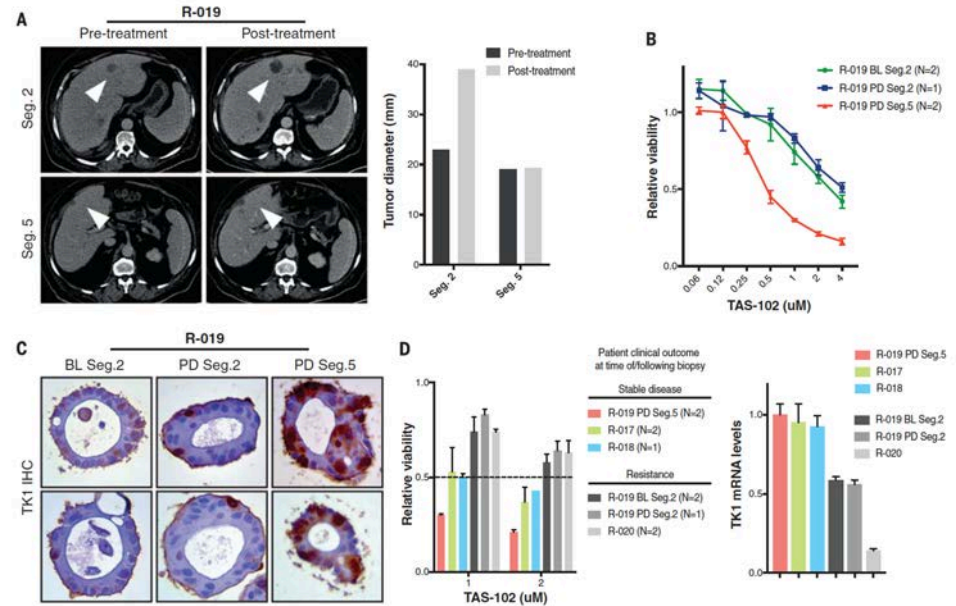 A
R-019
Pre-treatment
Post-treatment
Seg. 2
Seg. 5
Pre-treatment
Post-treatment
Tumor diameter (mm)
40
30
20
10
0
Seg. 2
Seg. 5
B
R-019 BL Seg.2 (N=2)
R-019 PD Seg.2 (N=1)
R-019 PD Seg.5 (N=2)
Relative viability
1.0
0.5
0.0
0.06
0.12
0.25
0.5
1
2
4
TAS-102 (uM)
C
R-019
BL Seg.2
PD Seg.2
PD Seg.5
TK1 IHC
D
Relative viability
1.0
0.5
0.0
1
2
TAS-102 (uM)
Patient clinical outcome
at time of/following biopsy
Stable disease
R-019 PD Seg.5 (N=2)
R-017 (N=2)
R-018 (N=1)
Resistance
R-019 BL Seg.2 (N=2)
R-019 PD Seg.2 (N=1)
R-020 (N=2)
TK1 mRNA levels
1.0
0.5
0.0
R-019 PD Seg.5
R-017
R-018
R-019 BL Seg.2
R-019 PD Seg.2
R-020